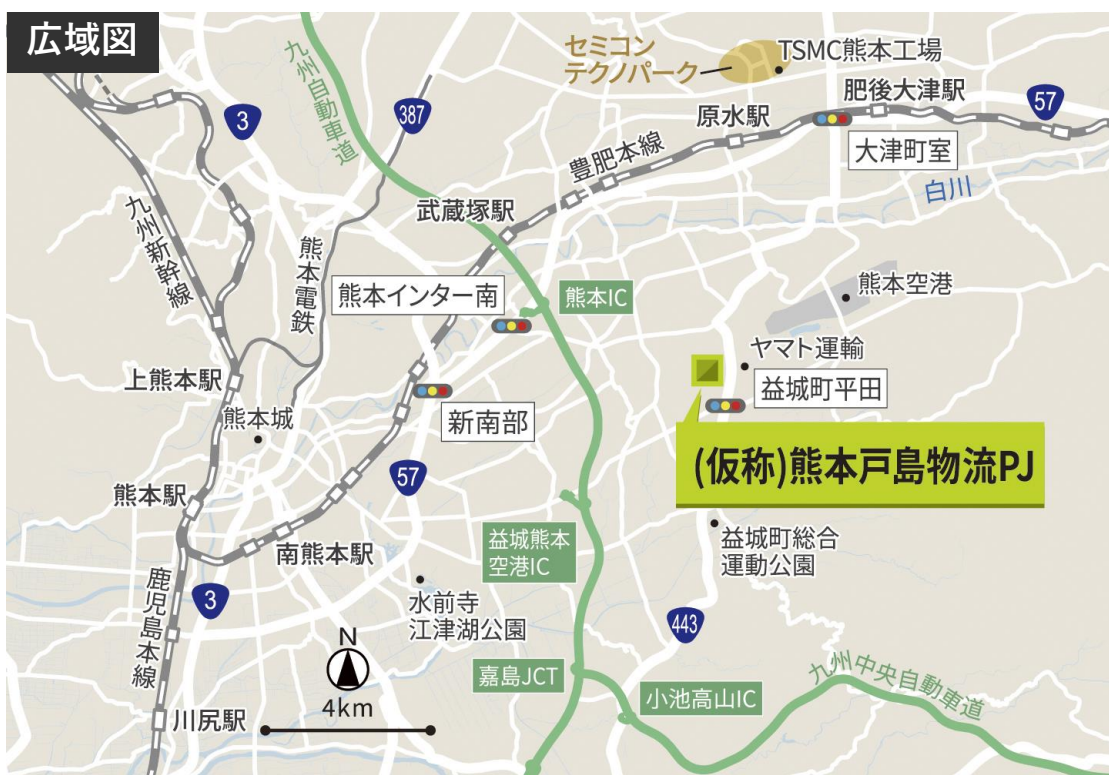 広域図
九州自動車道
セミコン
テクノパーク
TSMC熊本工場
387
3
肥後大津駅
57
原水駅
大津町室
豊肥本線
白川
武蔵塚駅
九州新幹線
熊本電鉄
熊本インター南
熊本IC
熊本空港
ヤマト運輸
上熊本駅
益城町平田
熊本城
新南部
(仮称)熊本戸島物流PJ
57
熊本駅
益城熊本
空港IC
益城町総合
運動公園
南熊本駅
鹿児島本線
3
水前寺
江津湖公園
443
N
4km
嘉島JCT
小池高山IC
九州中央自動車道
川尻駅